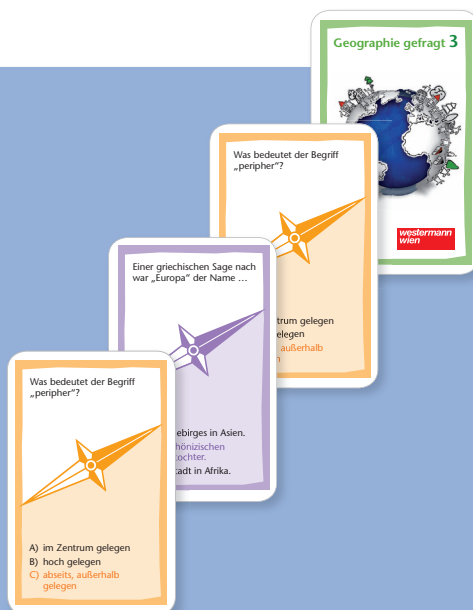 Geographie gefragt 3
westermann
wien
Was bedeutet der Begriff
„peripher“?
trum gelegen
elegen
außerhalb
Einer griechischen Sage nach
war „Europa“ der Name ...
ebirges in Asien.
hönizischen
ochter.
tadt in Afrika.
Was bedeutet der Begriff
„peripher“?
A) im Zentrum gelegen
B) hoch gelegen
C) abseits, außerhalb
gelegen